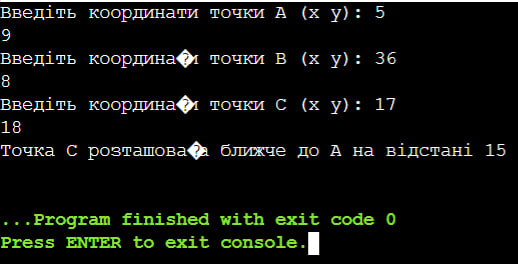 Введіть координати точки A (x y): 5
9
Введіть координа�и точки B (x y): 36
8
Введіть координа�и точки C (x y): 17
18
Точка C розташова�а ближче до A на відстані 15
...Program finished with exit code 0
Press ENTER to exit console.